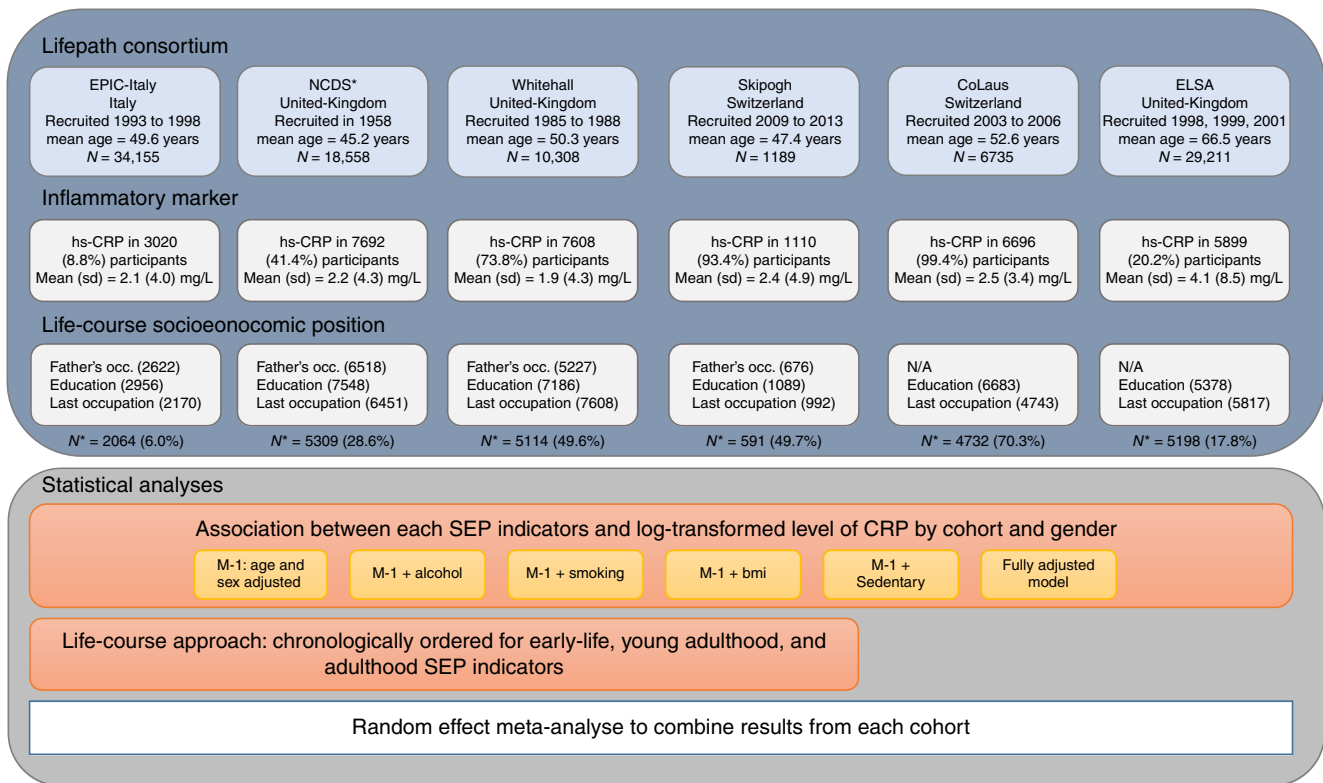 Lifepath consortium
EPIC-Italy
Italy
Recruited 1993 to 1998
mean age = 49.6 years
N = 34,155
NCDS*
United-Kingdom
Recruited in 1958
mean age = 45.2 years
N = 18,558
Whitehall
United-Kingdom
Recruited 1985 to 1988
mean age = 50.3 years
N = 10,308
Skipogh
Switzerland
Recruited 2009 to 2013
mean age = 47.4 years
N = 1189
CoLaus
Switzerland
Recruited 2003 to 2006
mean age = 52.6 years
N = 6735
ELSA
United-Kingdom
Recruited 1998, 1999, 2001
mean age = 66.5 years
N = 29,211
Inflammatory marker
hs-CRP in 3020
(8.8%) participants
Mean (sd) = 2.1 (4.0) mg/L
hs-CRP in 7692
(41.4%) participants
Mean (sd) = 2.2 (4.3) mg/L
hs-CRP in 7608
(73.8%) participants
Mean (sd) = 1.9 (4.3) mg/L
hs-CRP in 1110
(93.4%) participants
Mean (sd) = 2.4 (4.9) mg/L
hs-CRP in 6696
(99.4%) participants
Mean (sd) = 2.5 (3.4) mg/L
hs-CRP in 5899
(20.2%) participants
Mean (sd) = 4.1 (8.5) mg/L
Life-course socioeonocomic position
Father's occ. (2622)
Education (2956)
Last occupation (2170)
Father's occ. (6518)
Education (7548)
Last occupation (6451)
Father's occ. (5227)
Education (7186)
Last occupation (7608)
Father's occ. (676)
Education (1089)
Last occupation (992)
N/A
Education (6683)
Last occupation (4743)
N/A
Education (5378)
Last occupation (5817)
N* = 2064 (6.0%)
N* = 5309 (28.6%)
N* = 5114 (49.6%)
N* = 591 (49.7%)
N* = 4732 (70.3%)
N* = 5198 (17.8%)
Statistical analyses
Association between each SEP indicators and log-transformed level of CRP by cohort and gender
M-1: age and
sex adjusted
M-1 + alcohol
M-1 + smoking
M-1 + bmi
M-1 +
Sedentary
Fully adjusted
model
Life-course approach: chronologically ordered for early-life, young adulthood, and
adulthood SEP indicators
Random effect meta-analyse to combine results from each cohort